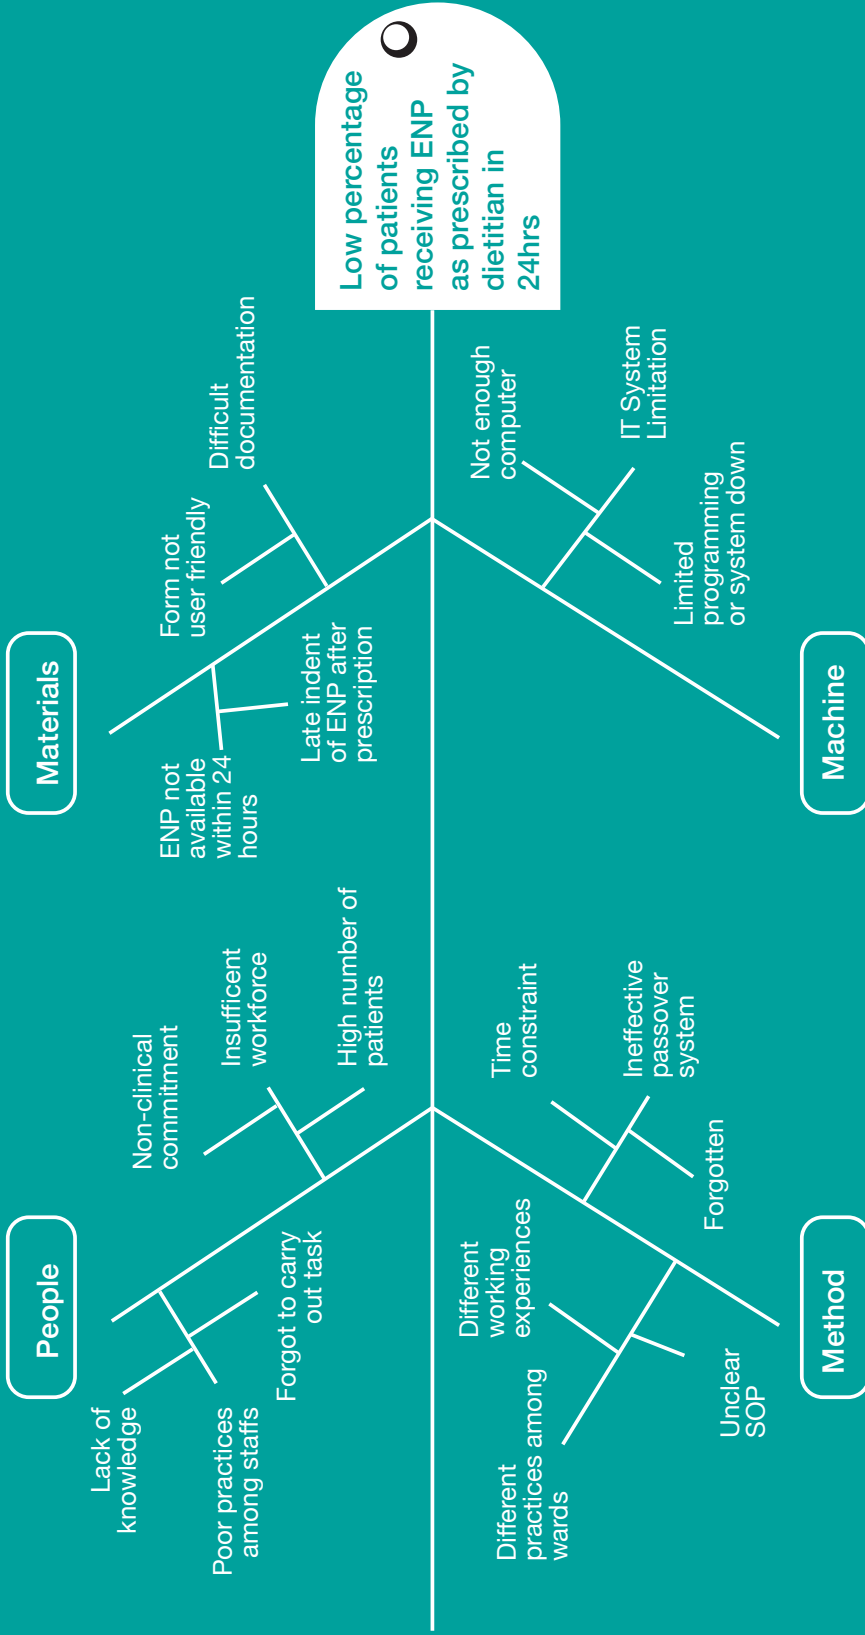 People
Lack of
knowledge
Poor practices
among staffs
Forgot to carry
out task
Non-clinical
commitment
Insufficent
workforce
High number of
patients
Materials
ENP not
available
within 24
hours
Late indent
of ENP after
prescription
Form not
user friendly
Difficult
documentation
Low percentage
of patients
receiving ENP
as prescribed by
dietitian in
24hrs
Method
Different
practices among
wards
Different
working
experiences
Unclear
SOP
Time
constraint
Ineffective
passover
system
Forgotten
Machine
Not enough
computer
IT System
Limitation
Limited
programming
or system down